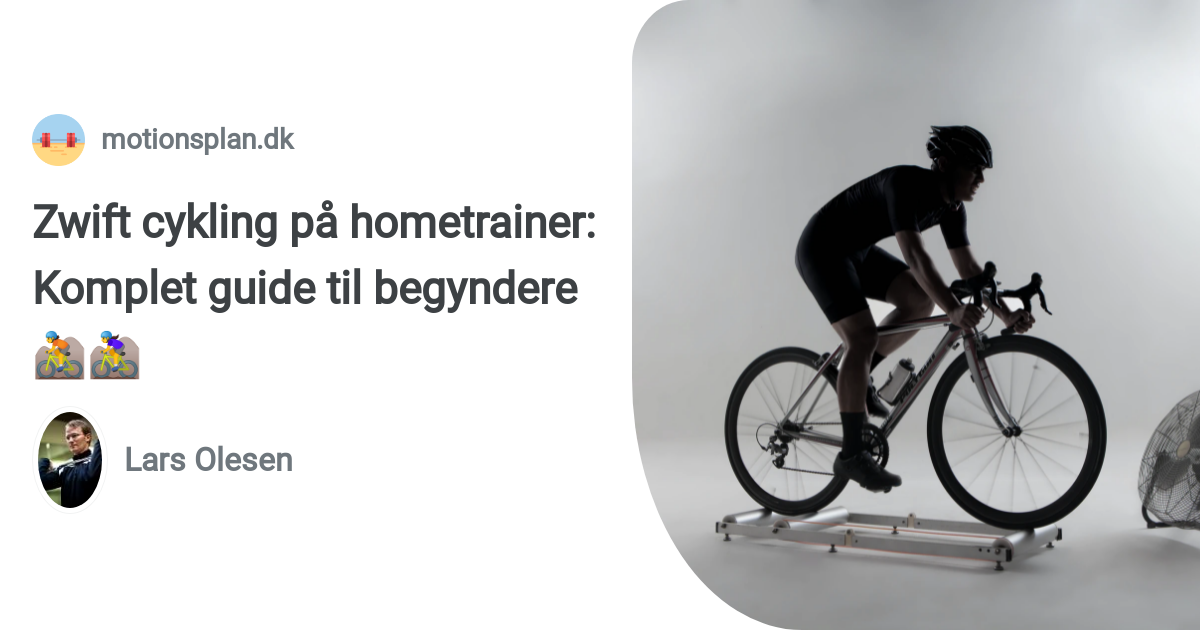 motionsplan.dk
Zwift cykling på hometrainer:
Komplet guide til begyndere
🚴🚴‍♀️
Lars Olesen